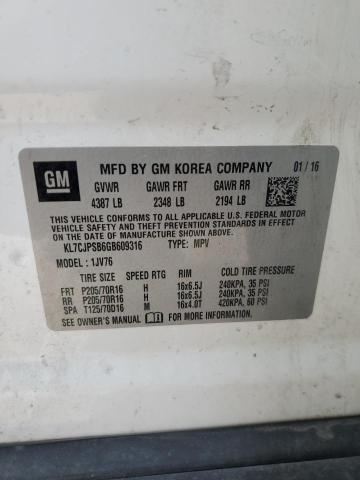 MFD BY GM KOREA COMPANY 01/16
GM
GVWR GAWR FRT GAWR RR
4387 LB 2348 LB 2194 LB
THIS VEHICLE CONFORMS TO ALL APPLICABLE U.S. FEDERAL MOTOR
VEHICLE SAFETY, BUMPER, AND THEFT PREVENTION STANDARDS IN EFFECT ON THE
DATE OF MANUFACTURE SHOWN ABOVE.
KL7CJPSB6GB609316 TYPE: MPV
MODEL : 1JV76
TIRE SIZE SPEED RTG RIM COLD TIRE PRESSURE
FRT P205/70R16 H 16x6.5J 240KPA, 35 PSI
RR P205/70R16 H 16x6.5J 240KPA, 35 PSI
SPA T125/70D16 M 16x4.0T 420KPA, 60 PSI
SEE OWNER'S MANUAL FOR MORE INFORMATION.